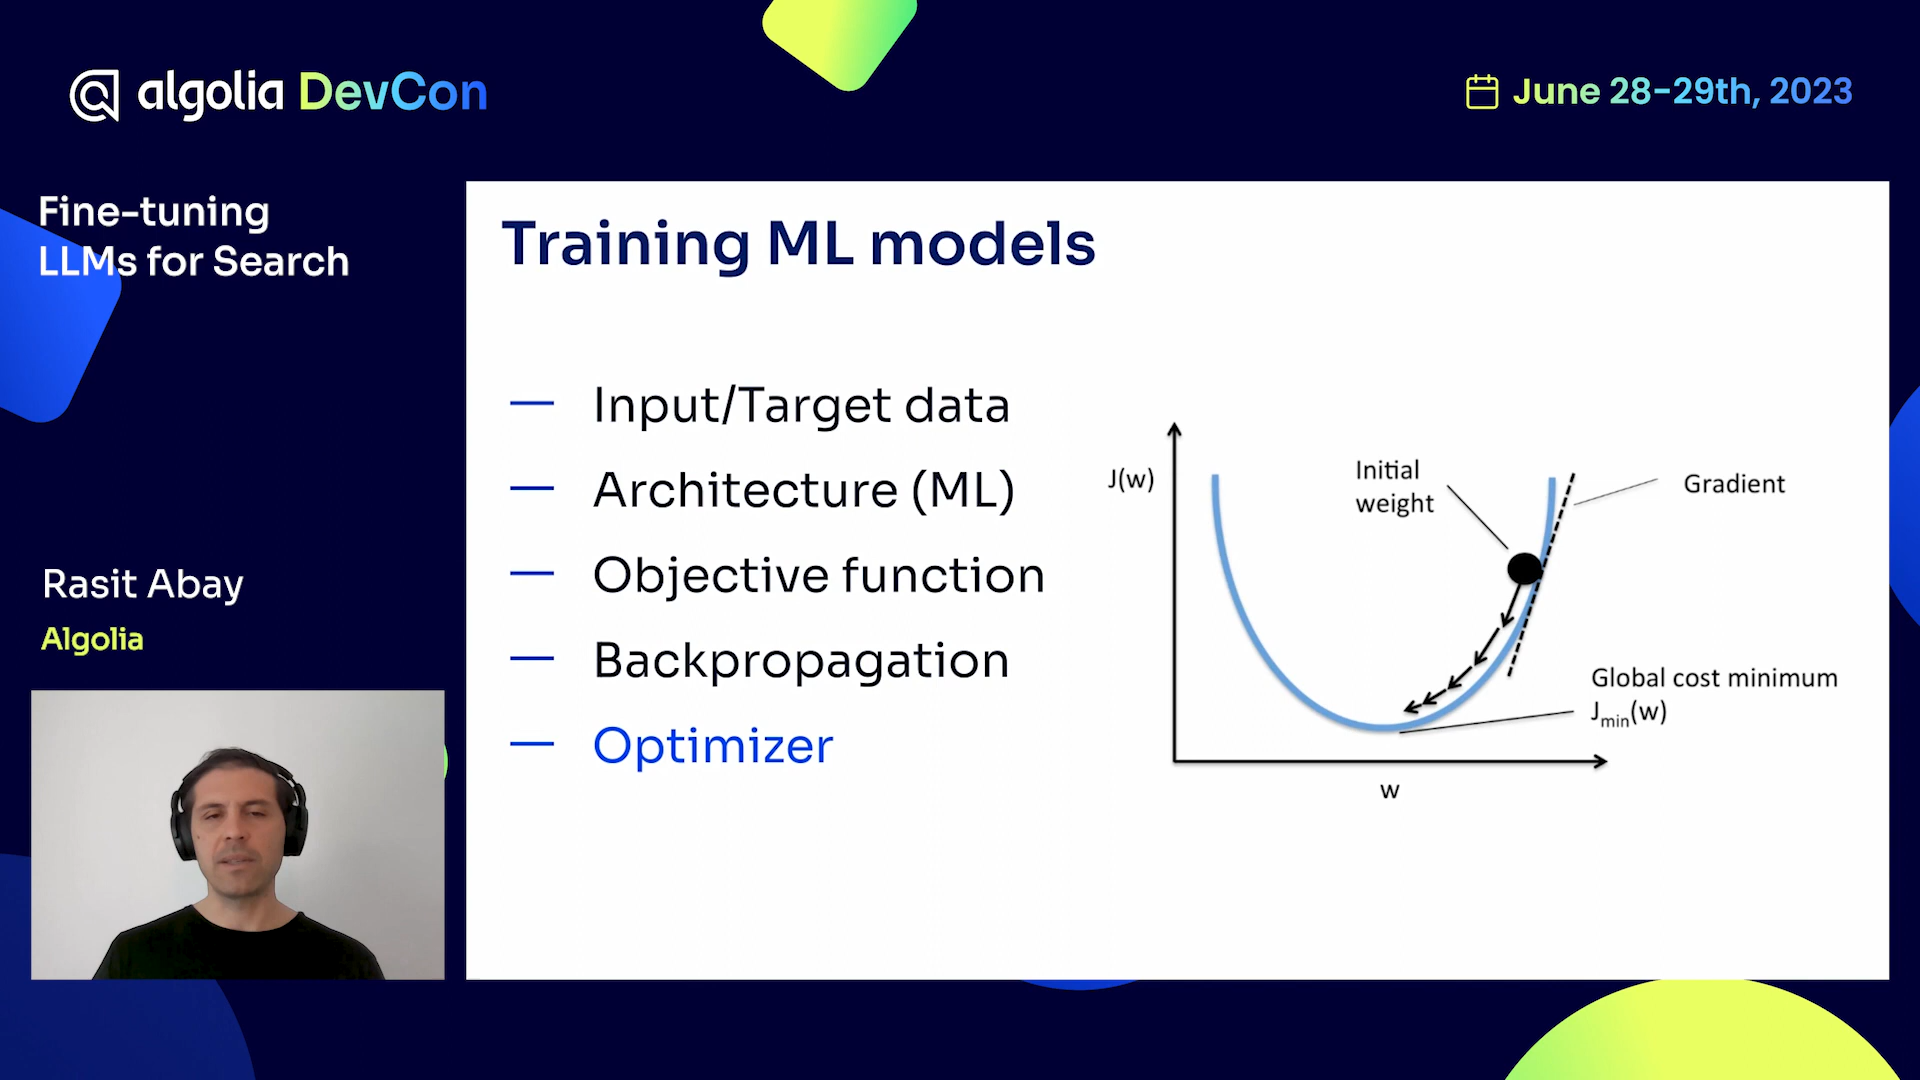 algolia DevCon
June 28-29th, 2023
Fine-tuning
LLMs for Search
Rasit Abay
Algolia
Training ML models
— Input/Target data
— Architecture (ML)
— Objective function
— Backpropagation
— Optimizer
J(w)
Initial
weight
Gradient
Global cost minimum
Jmin(w)
w